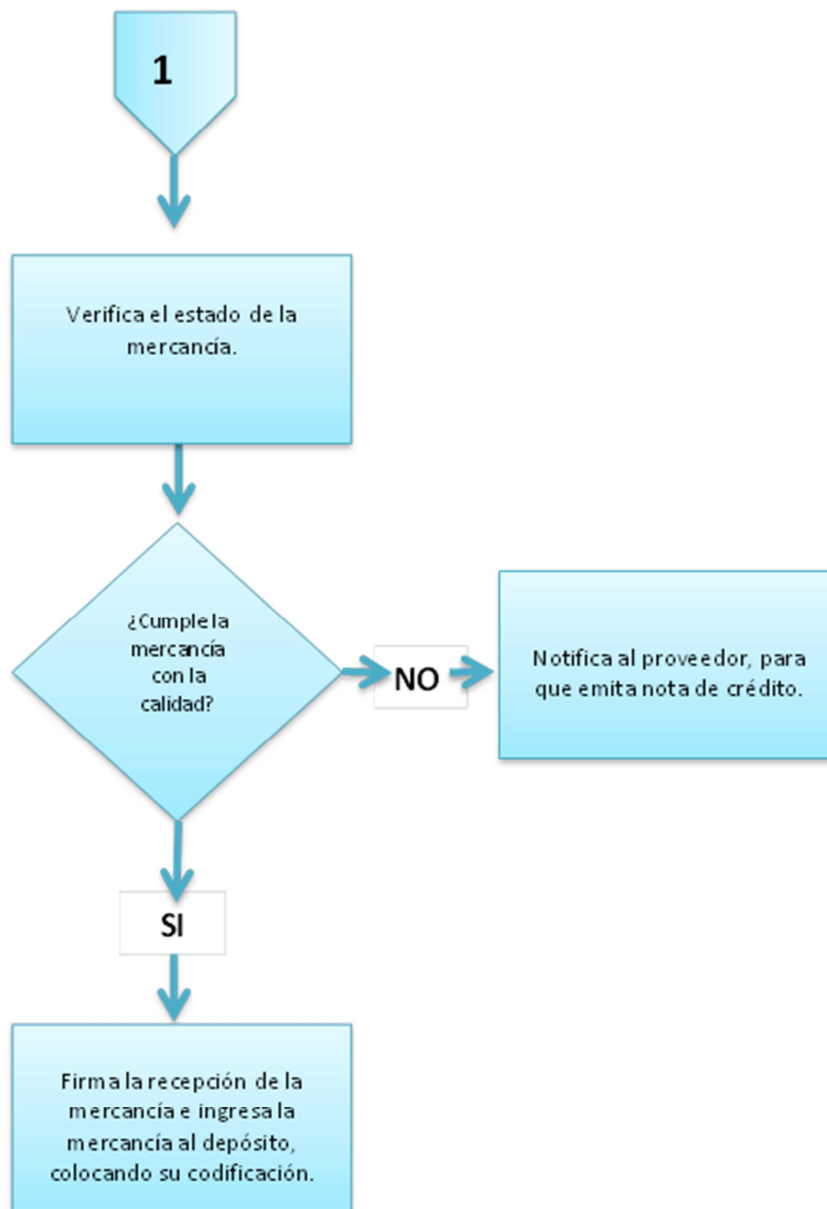 1
Verifica el estado de la
mercancía.
¿Cumple la
mercancía
con la
calidad?
NO
Notifica al proveedor, para
que emita nota de crédito.
SI
Firma la recepción de la
mercancía e ingresa la
mercancía al depósito,
colocando su codificación.